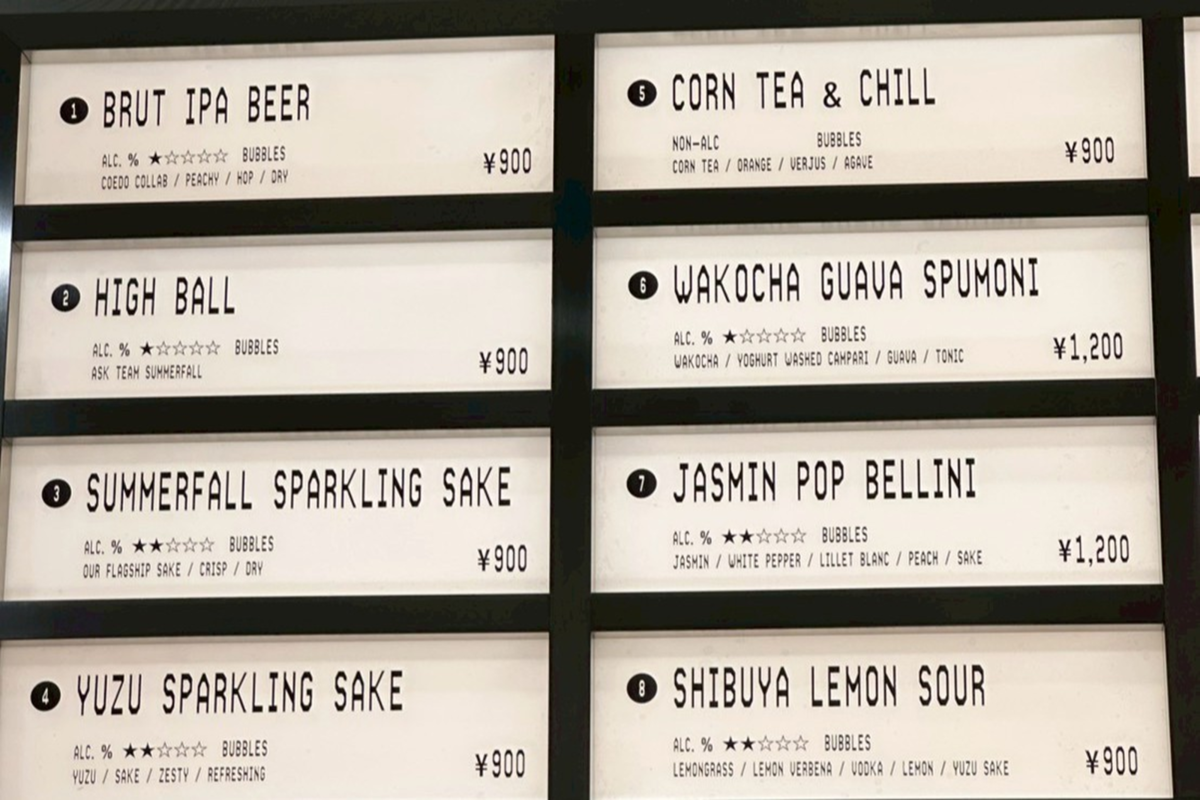 1 BRUT IPA BEER
ALC. % ★☆☆☆☆ BUBBLES
COEDO COLLAB / PEACHY / HOP / DRY
¥900
2 HIGH BALL
ALC. % ★☆☆☆☆ BUBBLES
ASK TEAM SUMMERFALL
¥900
3 SUMMERFALL SPARKLING SAKE
ALC. % ★★☆☆☆ BUBBLES
OUR FLAGSHIP SAKE / CRISP / DRY
¥900
4 YUZU SPARKLING SAKE
ALC. % ★★☆☆☆ BUBBLES
YUZU / SAKE / ZESTY / REFRESHING
¥900
5 CORN TEA & CHILL
NON-ALC BUBBLES
CORN TEA / ORANGE / VERJUS / AGAVE
¥900
6 WAKOCHA GUAVA SPUMONI
ALC. % ★☆☆☆☆ BUBBLES
WAKOCHA / YOGHURT WASHED CAMPARI / GUAVA / TONIC
¥1,200
7 JASMIN POP BELLINI
ALC. % ★★☆☆☆ BUBBLES
JASMIN / WHITE PEPPER / LILLET BLANC / PEACH / SAKE
¥1,200
8 SHIBUYA LEMON SOUR
ALC. % ★★☆☆☆ BUBBLES
LEMONGRASS / LEMON VERBENA / VODKA / LEMON / YUZU SAKE
¥900